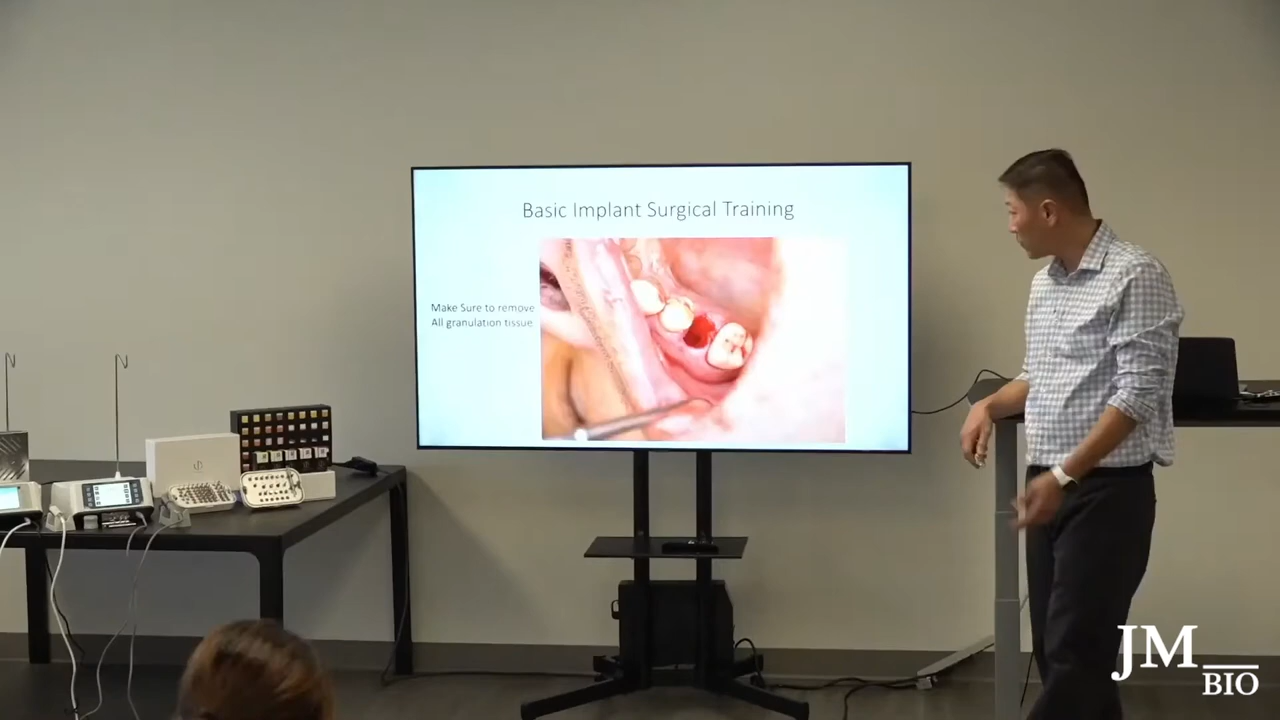 Basic Implant Surgical Training
Make Sure to remove
All granulation tissue
JM
BIO